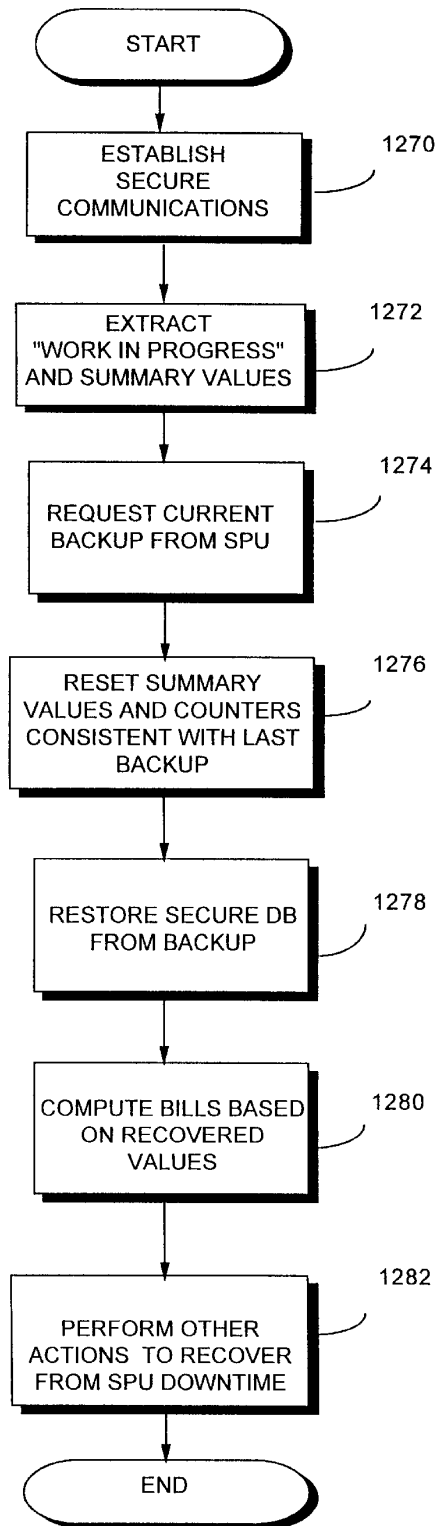 START
ESTABLISH
SECURE
COMMUNICATIONS
1270
EXTRACT
"WORK IN PROGRESS"
AND SUMMARY VALUES
1272
REQUEST CURRENT
BACKUP FROM SPU
1274
RESET SUMMARY
VALUES AND COUNTERS
CONSISTENT WITH LAST
BACKUP
1276
RESTORE SECURE DB
FROM BACKUP
1278
COMPUTE BILLS BASED
ON RECOVERED
VALUES
1280
PERFORM OTHER
ACTIONS TO RECOVER
FROM SPU DOWNTIME
1282
END